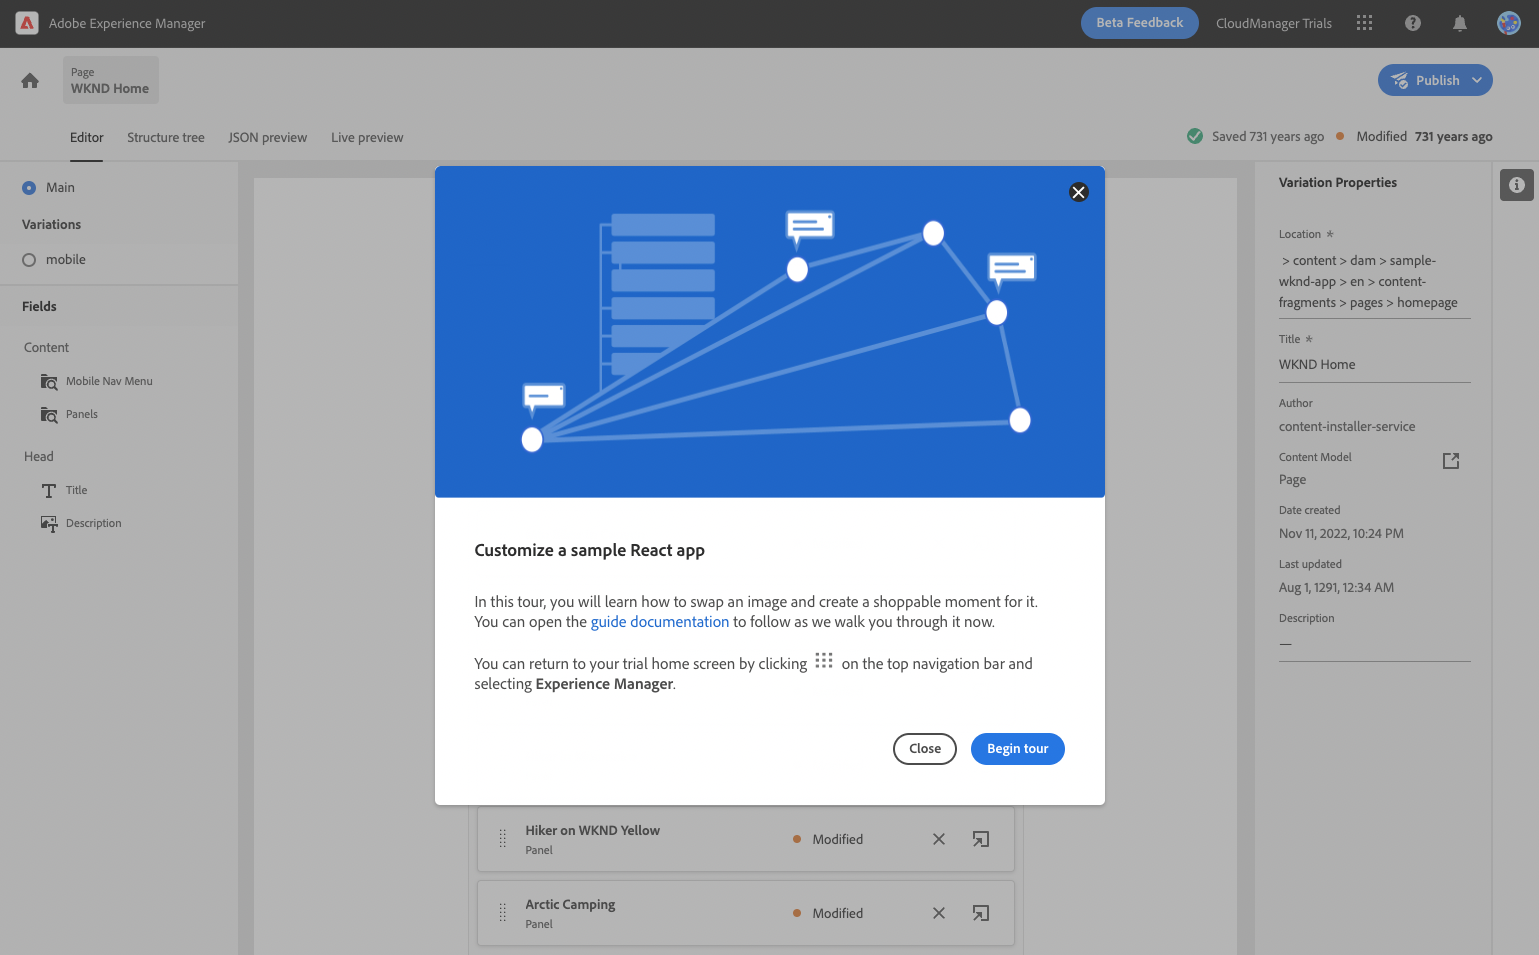 Adobe Experience Manager
Beta Feedback
CloudManager Trials
Page
WKND Home
Publish
Editor
Structure tree
JSON preview
Live preview
Saved 731 years ago
Modified 731 years ago
Main
Variations
mobile
Fields
Content
Mobile Nav Menu
Panels
Head
Title
Description
Customize a sample React app
In this tour, you will learn how to swap an image and create a shoppable moment for it.
You can open the guide documentation to follow as we walk you through it now.
You can return to your trial home screen by clicking on the top navigation bar and
selecting Experience Manager.
Close
Begin tour
Hiker on WKND Yellow
Panel
Modified
Arctic Camping
Panel
Modified
Variation Properties
Location *
> content > dam > sample-
wknd-app > en > content-
fragments > pages > homepage
Title *
WKND Home
Author
content-installer-service
Content Model
Page
Date created
Nov 11, 2022, 10:24 PM
Last updated
Aug 1, 1291, 12:34 AM
Description
—